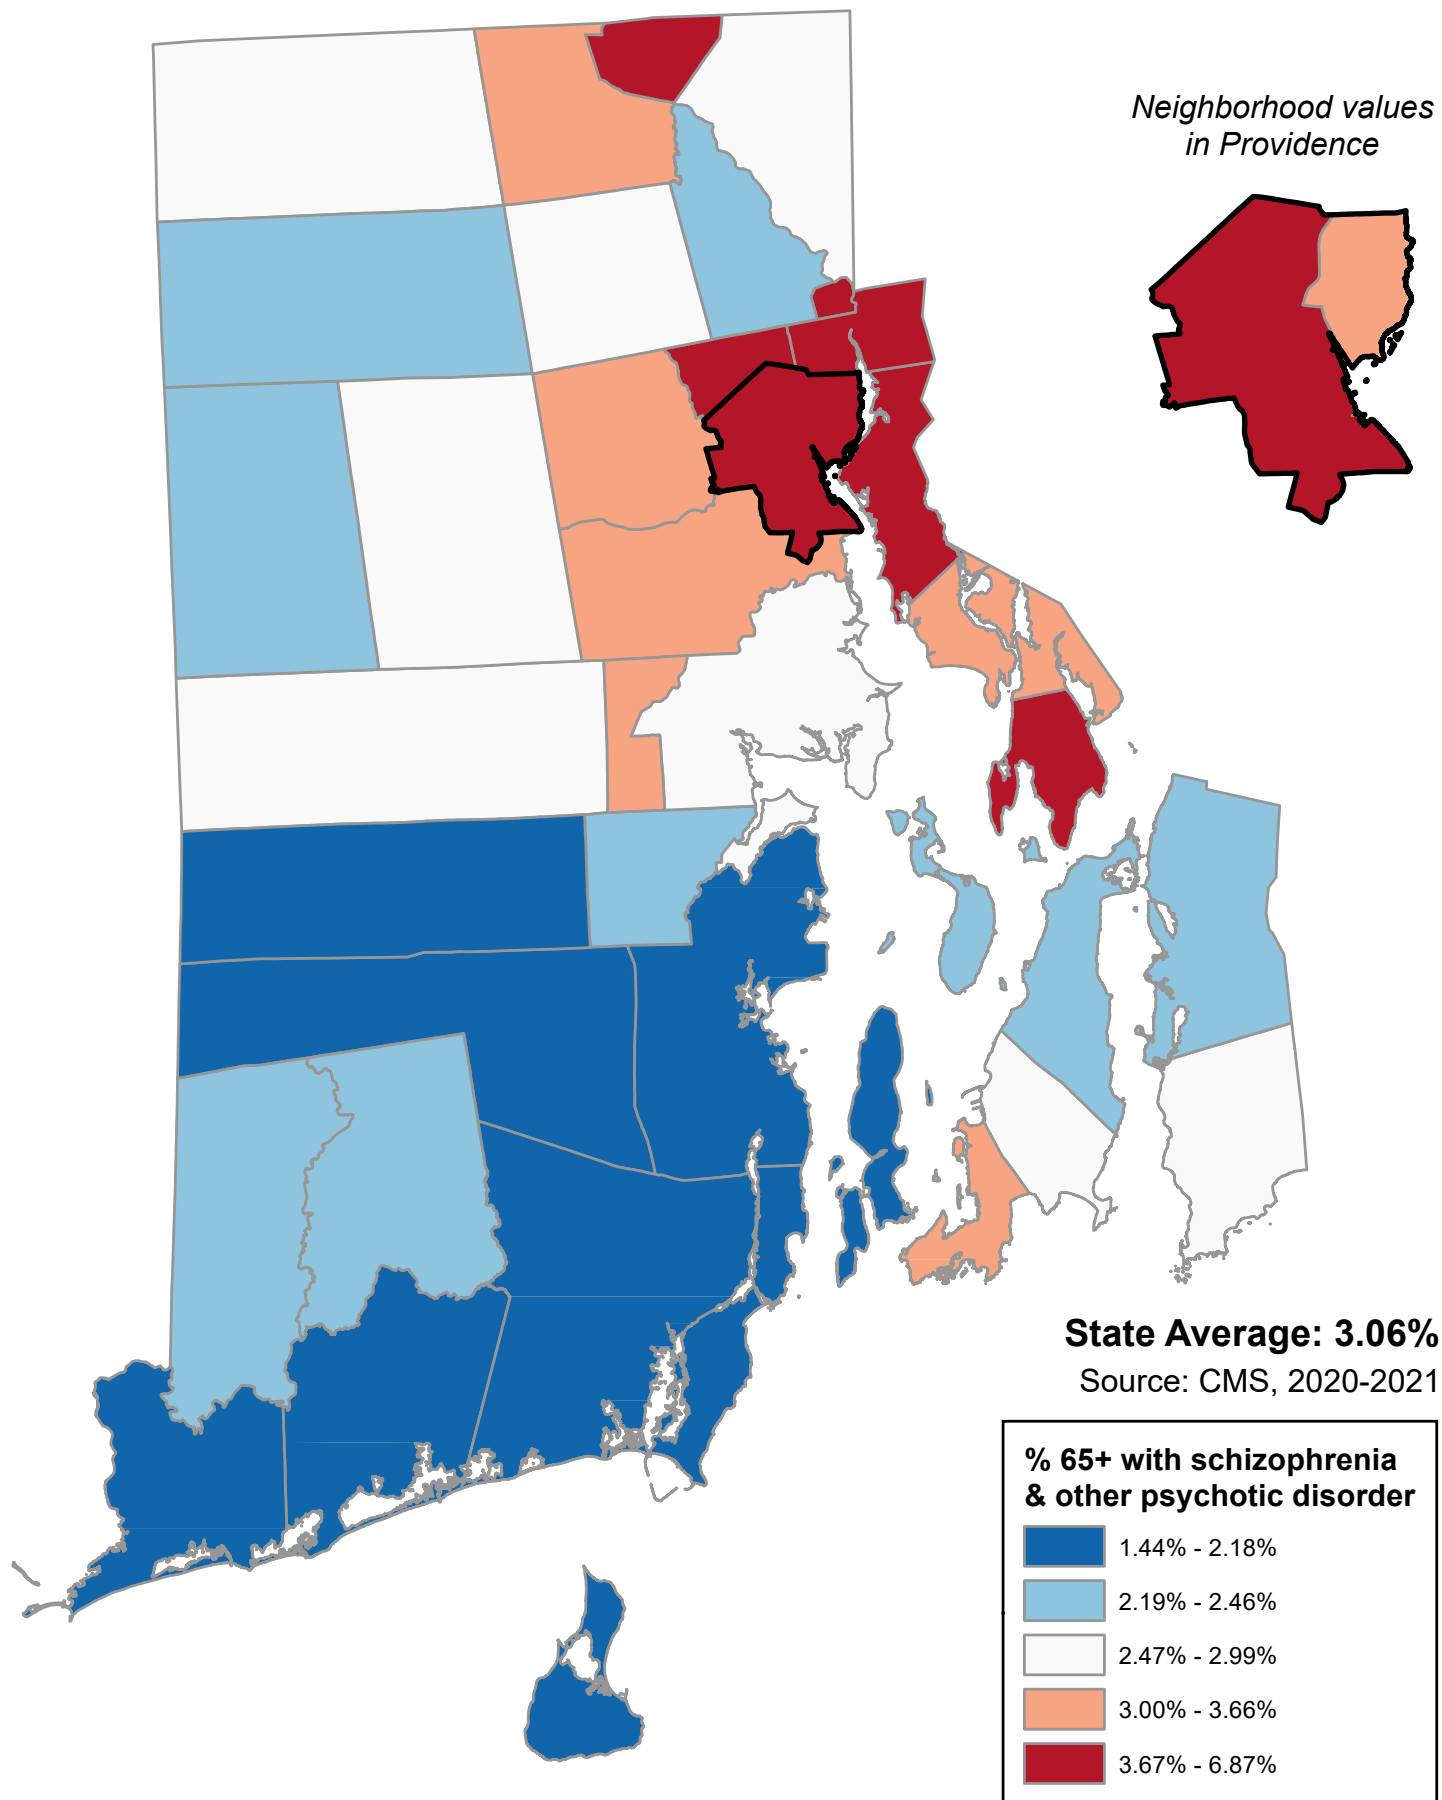 Neighborhood values
in Providence
State Average: 3.06%
Source: CMS, 2020-2021
% 65+ with schizophrenia
& other psychotic disorder
1.44% - 2.18%
2.19% - 2.46%
2.47% - 2.99%
3.00% - 3.66%
3.67% - 6.87%